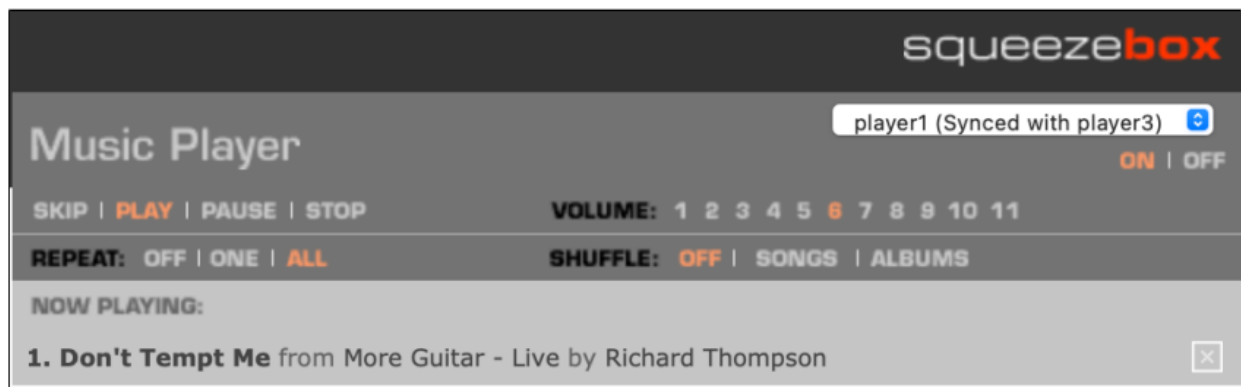 squeezebox
Music Player
player1 (Synced with player3)
ON | OFF
SKIP | PLAY | PAUSE | STOP VOLUME: 1 2 3 4 5 6 7 8 9 10 11
REPEAT: OFF | ONE | ALL SHUFFLE: OFF | SONGS | ALBUMS
NOW PLAYING:
1. Don't Tempt Me from More Guitar - Live by Richard Thompson